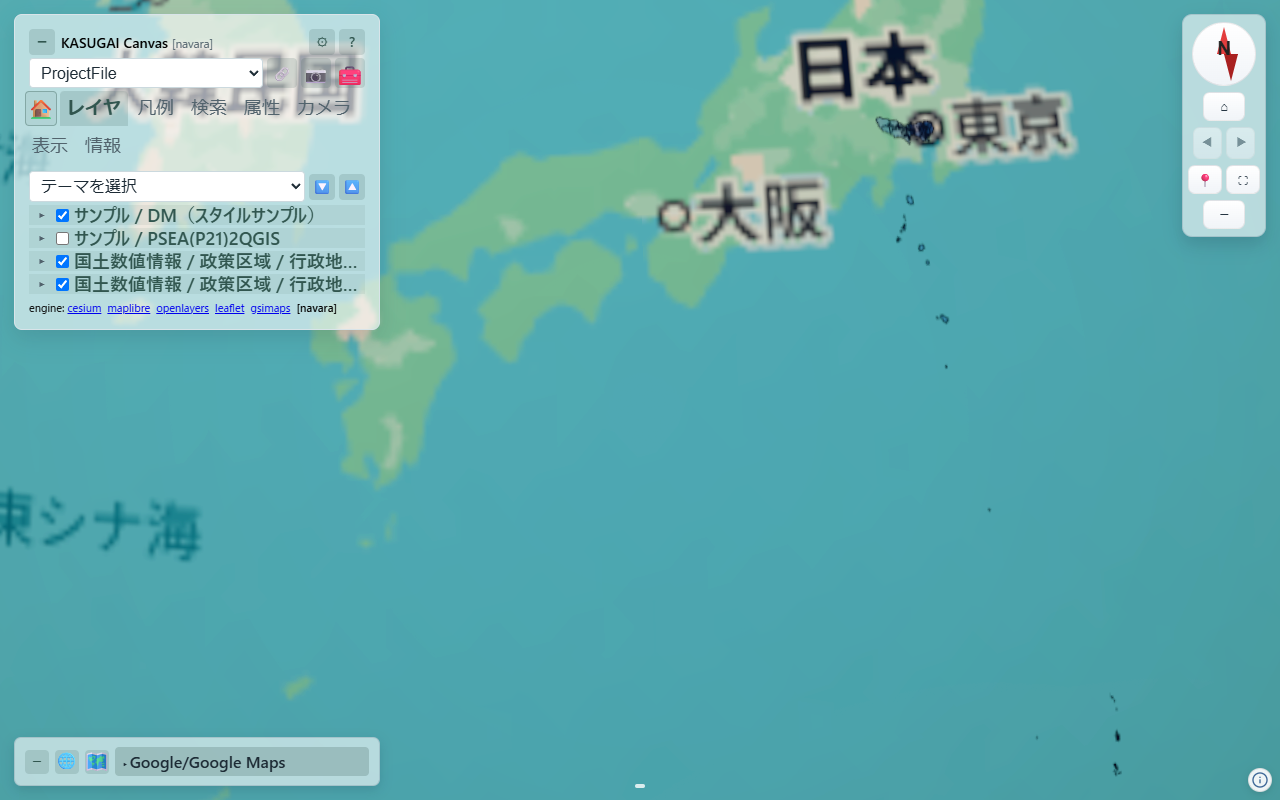 KASUGAI Canvas [navara]
?
ProjectFile
レイヤ 凡例 検索 属性 カメラ
表示 情報
テーマを選択
サンプル / DM（スタイルサンプル）
サンプル / PSEA(P21)2QGIS
国土数値情報 / 政策区域 / 行政地...
国土数値情報 / 政策区域 / 行政地...
engine: cesium maplibre openlayers leaflet gsimaps [navara]
N
日本
東京
大阪
東シナ海
Google/Google Maps